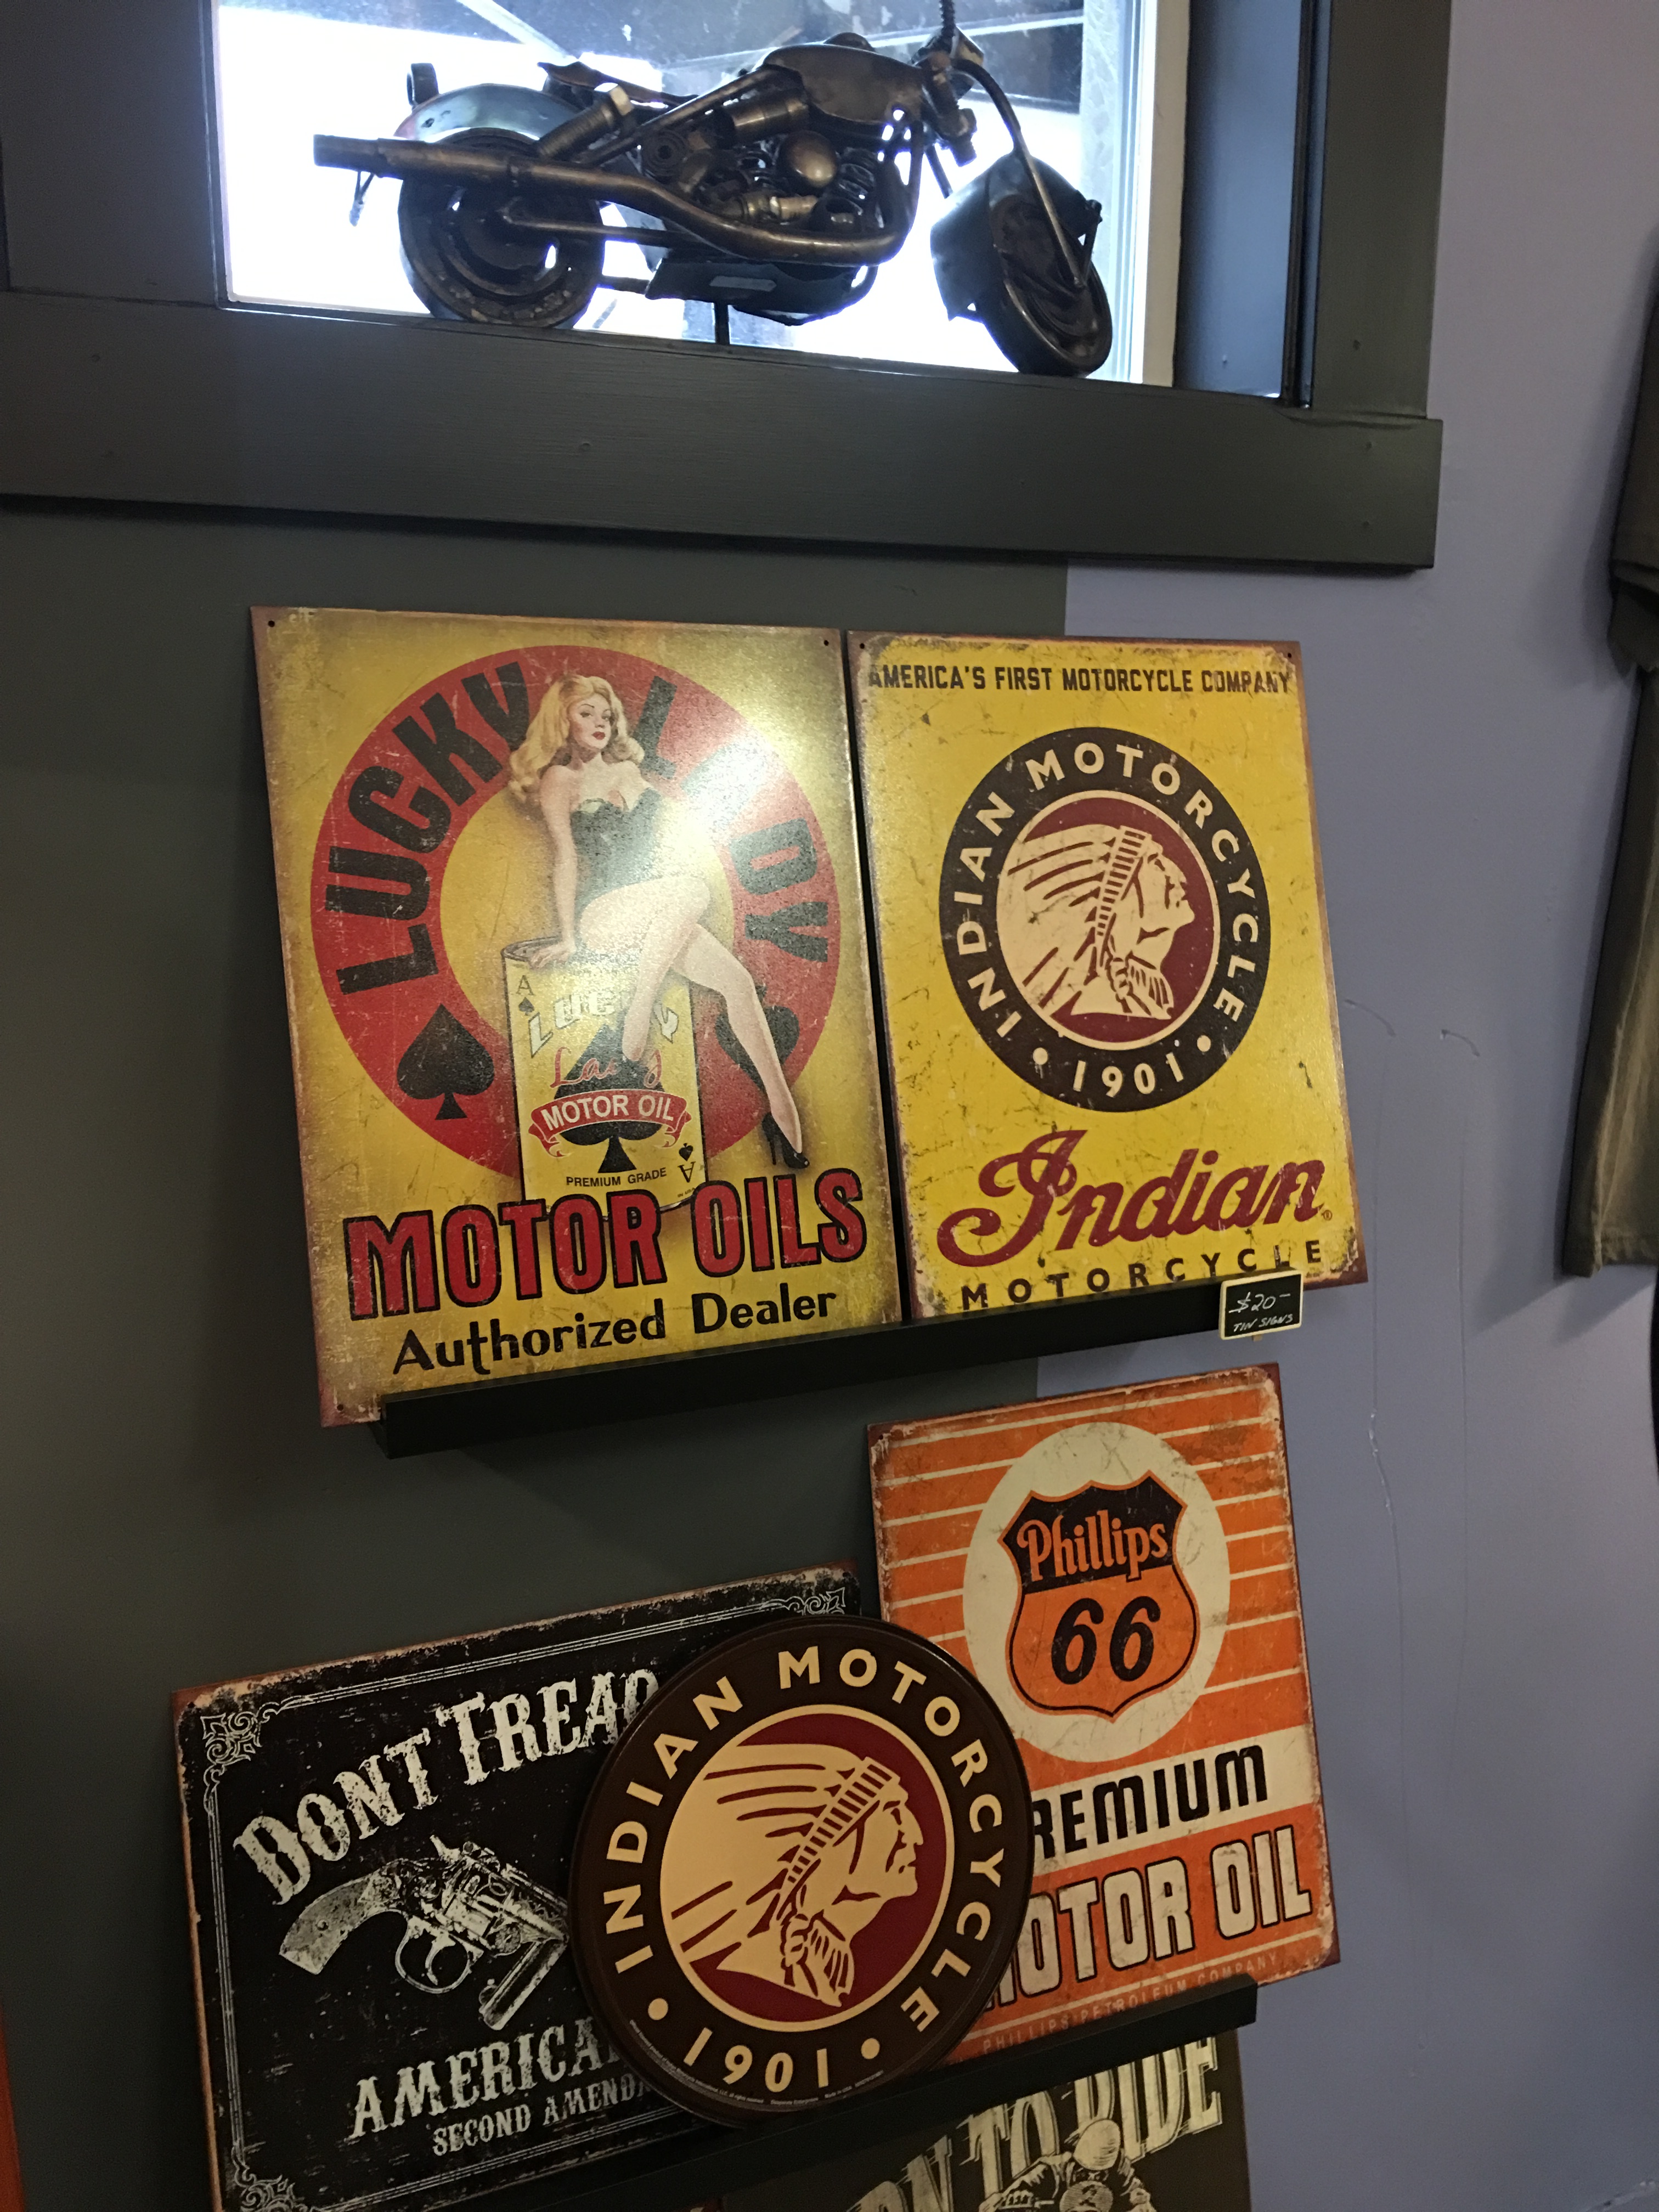 LUCKY LADY'S
A
LUCKY
Lady
MOTOR OIL
PREMIUM GRADE
A
MOTOR OILS
Authorized Dealer
AMERICA'S FIRST MOTORCYCLE COMPANY
INDIAN MOTORCYCLE
1901
Indian®
MOTORCYCLE
$20-
TIN SIGNS
Phillips
66
REMIUM
MOTOR OIL
PHILLIPS PETROLEUM COMPANY
DONT TREAD
AMERICA
SECOND AMEND
INDIAN MOTORCYCLE
1901
N TO RIDE